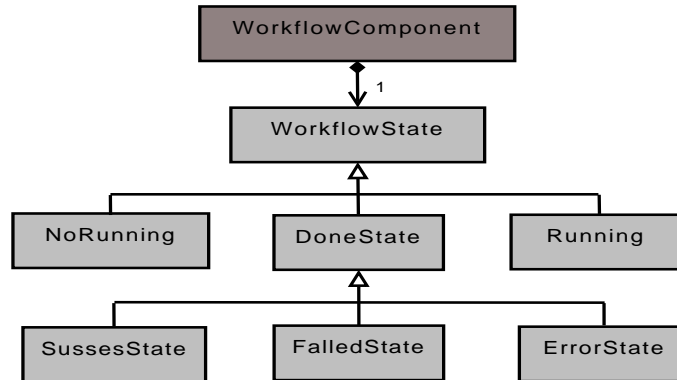 WorkflowComponent
1
WorkflowState
NoRunning
DoneState
Running
SussesState
FalledState
ErrorState